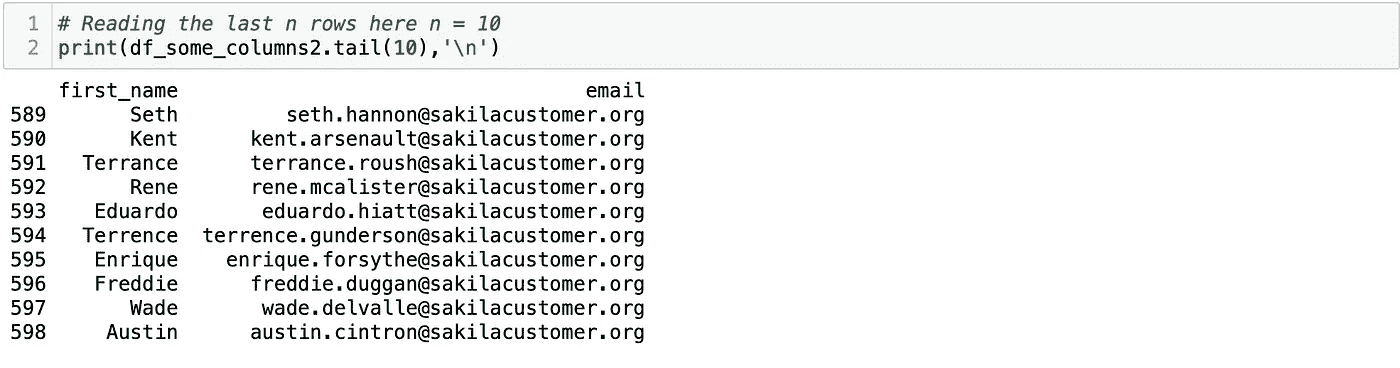 1 # Reading the last n rows here n = 10
2 print(df_some_columns2.tail(10),'\n')
first_name email
589 Seth seth.hannon@sakilacustomer.org
590 Kent kent.arsenault@sakilacustomer.org
591 Terrance terrance.roush@sakilacustomer.org
592 Rene rene.mcalister@sakilacustomer.org
593 Eduardo eduardo.hiatt@sakilacustomer.org
594 Terrence terrence.gunderson@sakilacustomer.org
595 Enrique enrique.forsythe@sakilacustomer.org
596 Freddie freddie.duggan@sakilacustomer.org
597 Wade wade.delvalle@sakilacustomer.org
598 Austin austin.cintron@sakilacustomer.org